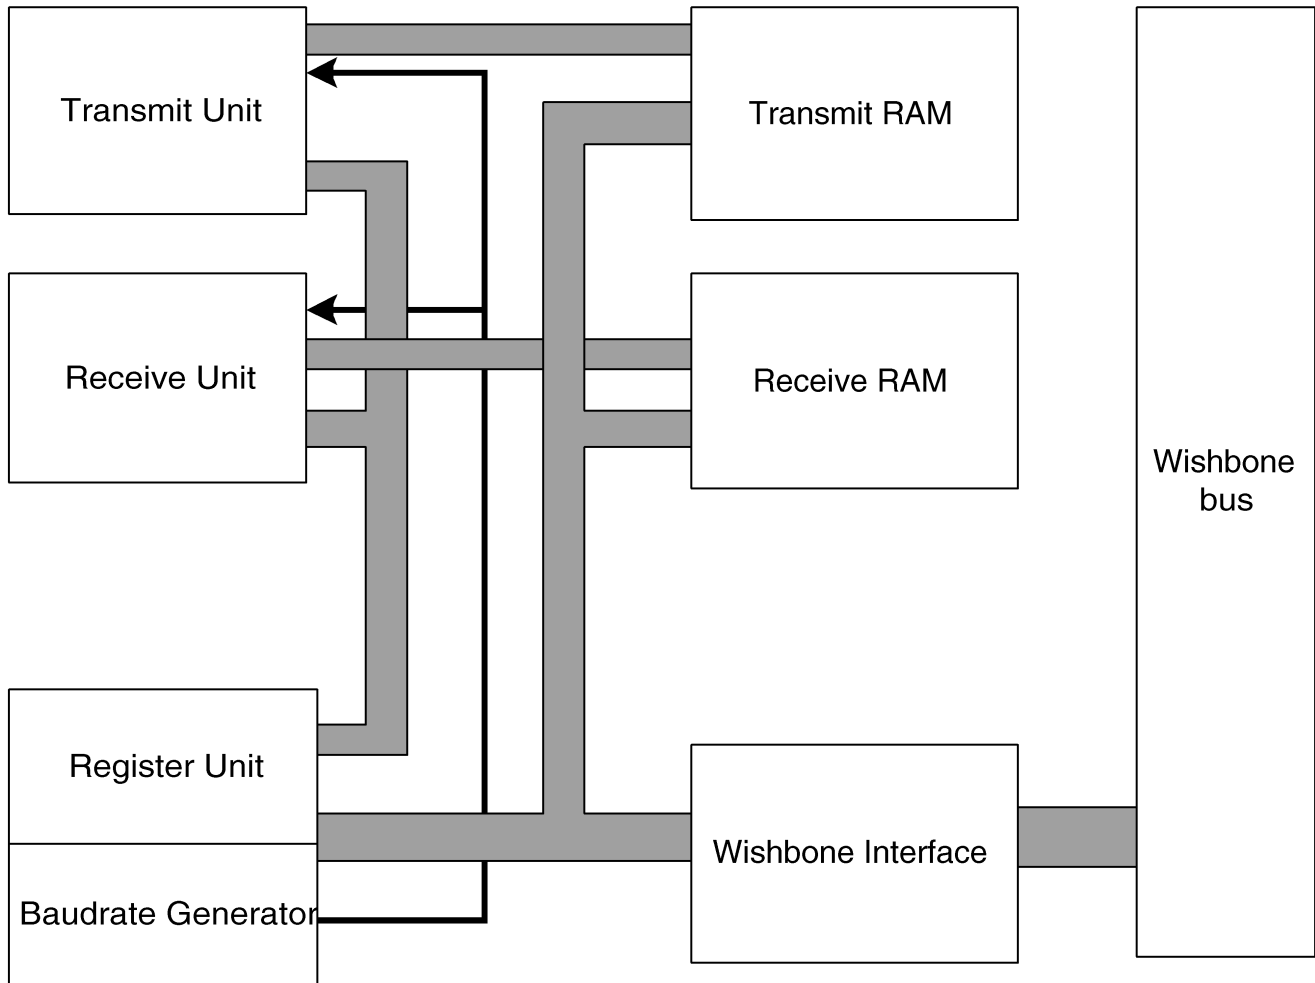 Transmit Unit
Transmit RAM
Receive Unit
Receive RAM
Wishbone
bus
Register Unit
Wishbone Interface
Baudrate Generator